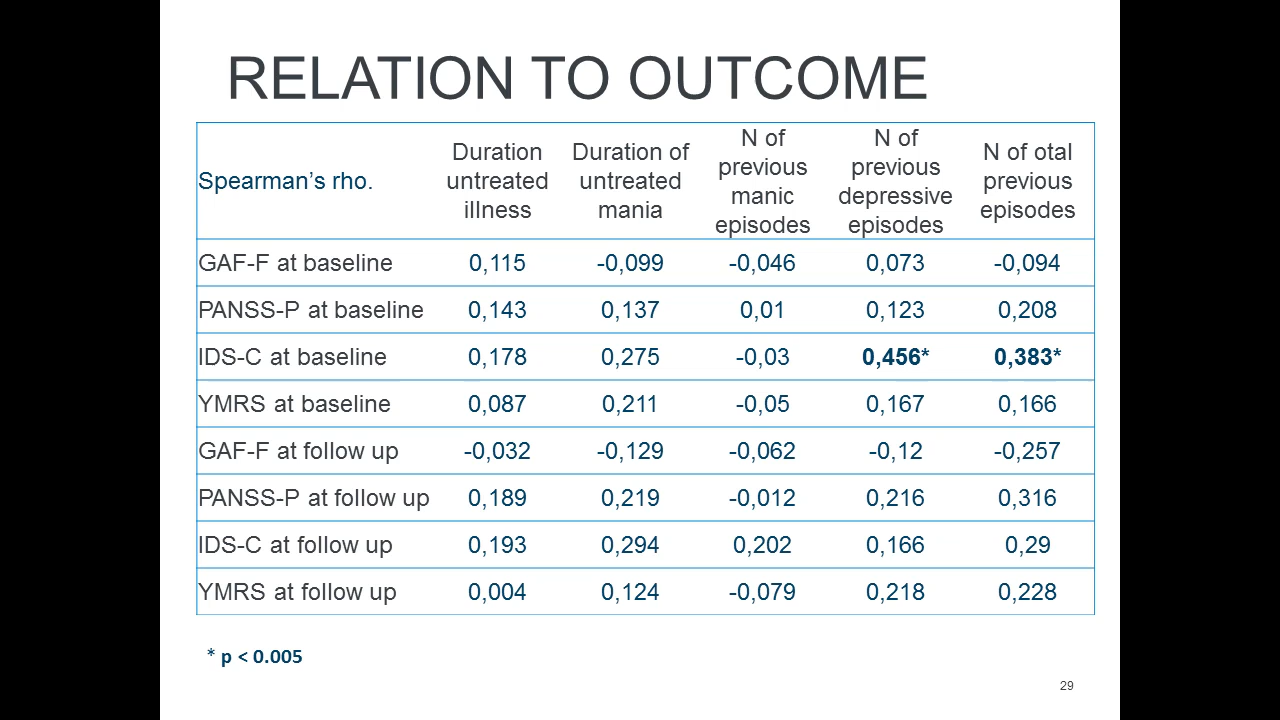 RELATION TO OUTCOME
Spearman’s rho. Duration untreated illness Duration of untreated mania N of previous manic episodes N of previous depressive episodes N of otal previous episodes
GAF-F at baseline 0,115 -0,099 -0,046 0,073 -0,094
PANSS-P at baseline 0,143 0,137 0,01 0,123 0,208
IDS-C at baseline 0,178 0,275 -0,03 0,456* 0,383*
YMRS at baseline 0,087 0,211 -0,05 0,167 0,166
GAF-F at follow up -0,032 -0,129 -0,062 -0,12 -0,257
PANSS-P at follow up 0,189 0,219 -0,012 0,216 0,316
IDS-C at follow up 0,193 0,294 0,202 0,166 0,29
YMRS at follow up 0,004 0,124 -0,079 0,218 0,228
* p < 0.005
29